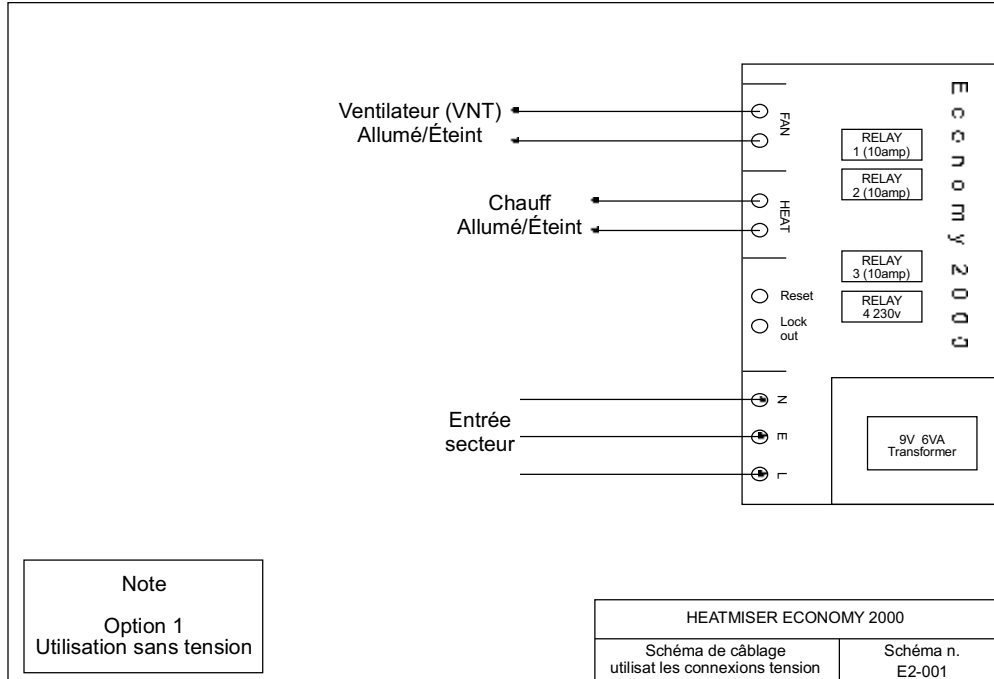 Ventilateur (VNT)
Allumé/Éteint
FAN
Chauff
Allumé/Éteint
HEAT
Reset
Lock
out
Entrée
secteur
N
E
L
RELAY
1 (10amp)
RELAY
2 (10amp)
RELAY
3 (10amp)
RELAY
4 230v
Economy 2000
9V 6VA
Transformer
Note
Option 1
Utilisation sans tension
HEATMISER ECONOMY 2000
Schéma de câblage
utilisat les connexions tension
Schéma n.
E2-001